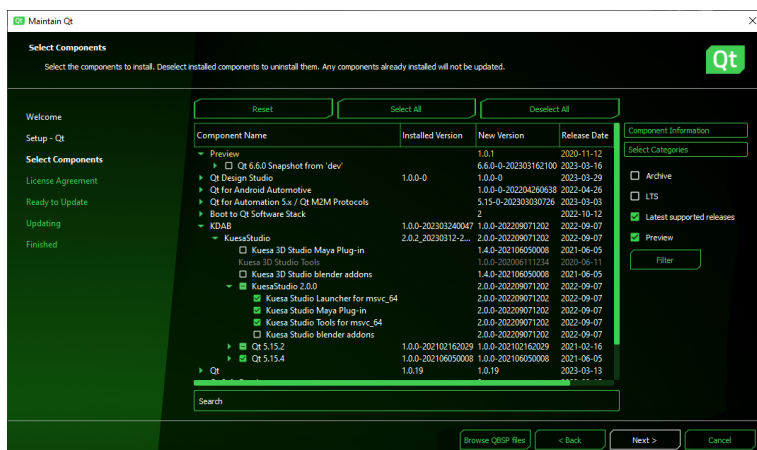 Qt Maintain Qt
Select Components
Select the components to install. Deselect installed components to uninstall them. Any components already installed will not be updated.
Qt
Welcome
Setup - Qt
Select Components
License Agreement
Ready to Update
Updating
Finished
Reset Select All Deselect All
Component Name Installed Version New Version Release Date
Preview 1.0.1 2020-11-12
Qt 6.6.0 Snapshot from 'dev' 6.6.0-0-202303162100 2023-03-16
Qt Design Studio 1.0.0-0 1.0.0-0 2023-03-29
Qt for Android Automotive 1.0.0-0-202204260638 2022-04-26
Qt for Automation 5.x / Qt M2M Protocols 5.15-0-202303030726 2023-03-03
Boot to Qt Software Stack 2 2022-10-12
KDAB 1.0.0-202303240047 1.0.0-202209071202 2022-09-07
KuesaStudio 2.0.2_20230312-2... 2.0.0-202209071202 2022-09-07
Kuesa 3D Studio Maya Plug-in 1.4.0-202106050008 2021-06-05
Kuesa 3D Studio Tools 1.0.0-202006111234 2020-06-11
Kuesa 3D Studio blender addons 1.4.0-202106050008 2021-06-05
KuesaStudio 2.0.0 2.0.0-202209071202 2022-09-07
Kuesa Studio Launcher for msvc_64 2.0.0-202209071202 2022-09-07
Kuesa Studio Maya Plug-in 2.0.0-202209071202 2022-09-07
Kuesa Studio Tools for msvc_64 2.0.0-202209071202 2022-09-07
Kuesa Studio blender addons 2.0.0-202209071202 2022-09-07
Qt 5.15.2 1.0.0-202102162029 1.0.0-202102162029 2021-02-16
Qt 5.15.4 1.0.0-202106050008 1.0.0-202106050008 2021-06-05
Qt 1.0.19 1.0.19 2023-03-13
Search
Component Information
Select Categories
Archive
LTS
Latest supported releases
Preview
Filter
Browse QBSP files < Back Next > Cancel